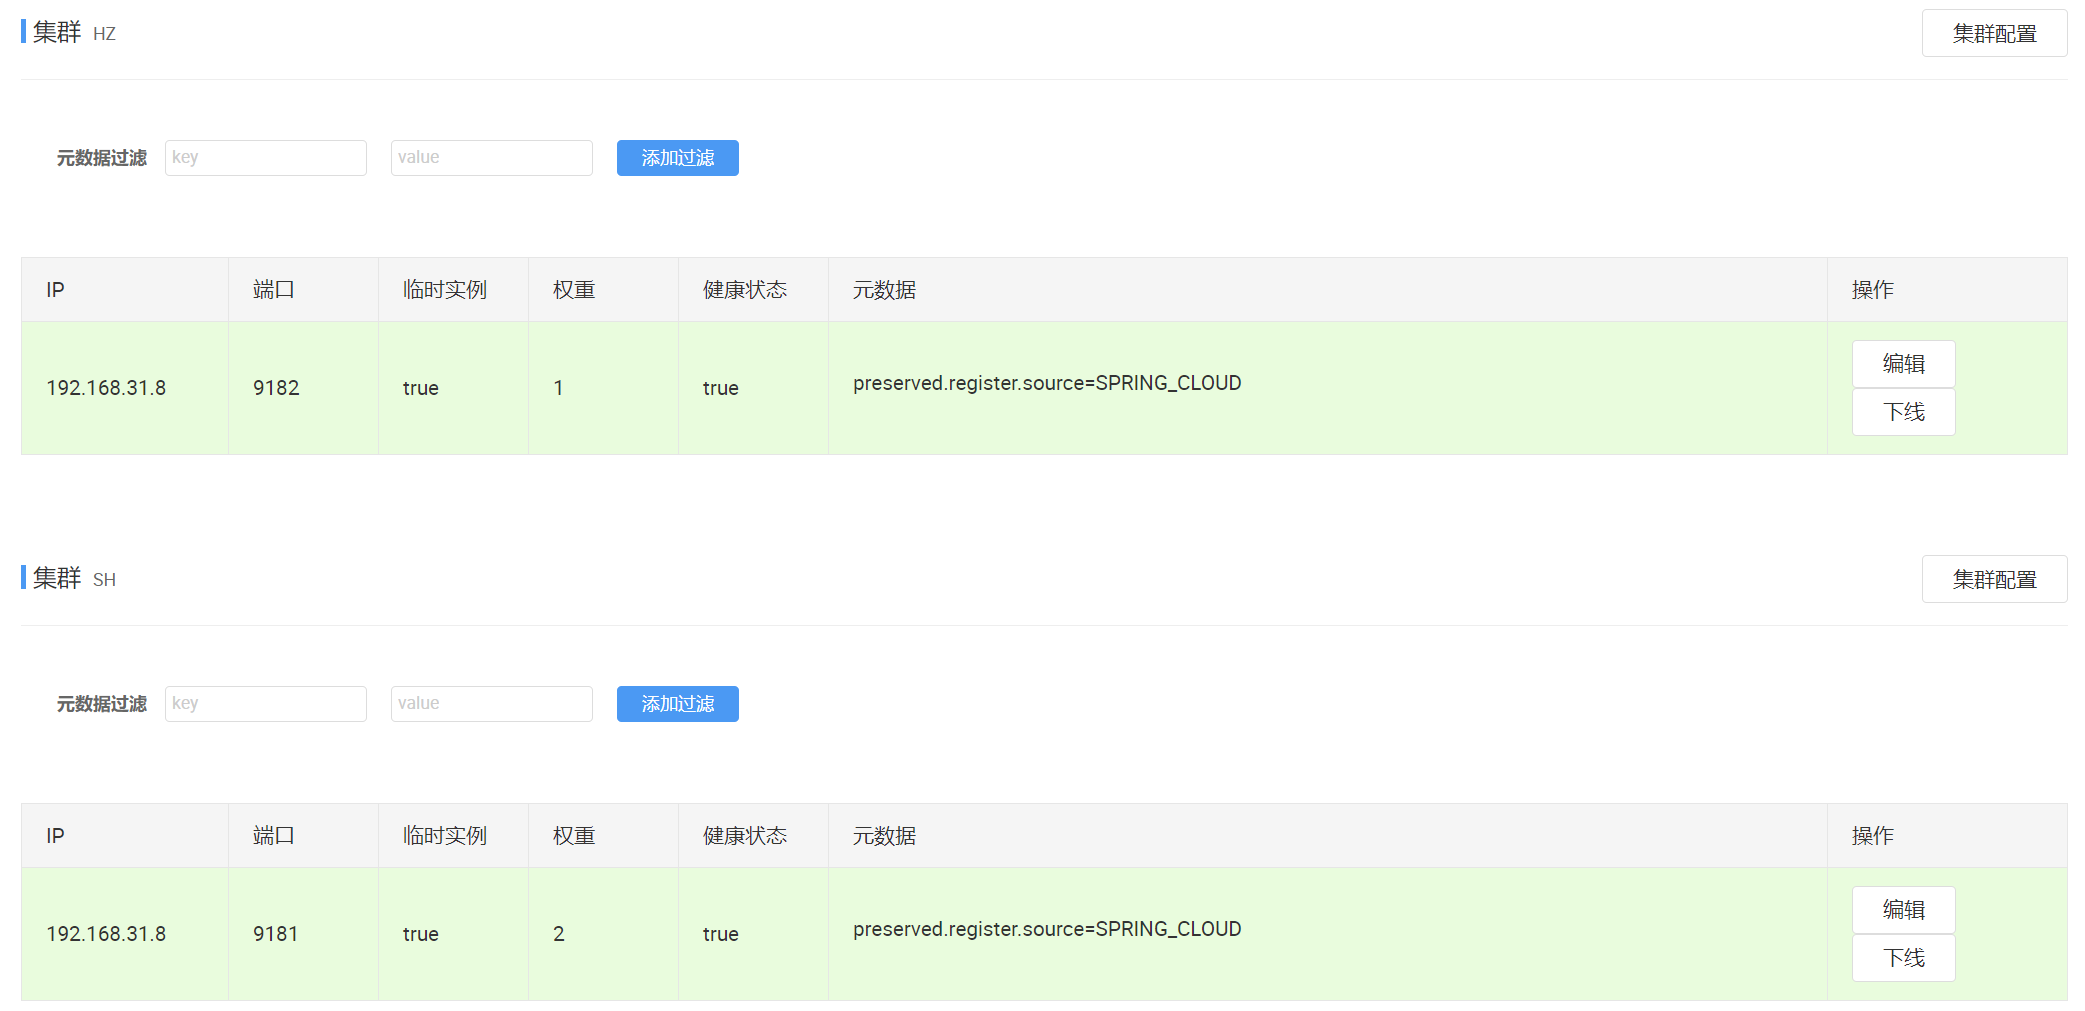 集群 HZ 集群配置
元数据过滤 key value 添加过滤
IP 端口 临时实例 权重 健康状态 元数据 操作
192.168.31.8 9182 true 1 true preserved.register.source=SPRING_CLOUD 编辑
下线
集群 SH 集群配置
元数据过滤 key value 添加过滤
IP 端口 临时实例 权重 健康状态 元数据 操作
192.168.31.8 9181 true 2 true preserved.register.source=SPRING_CLOUD 编辑
下线